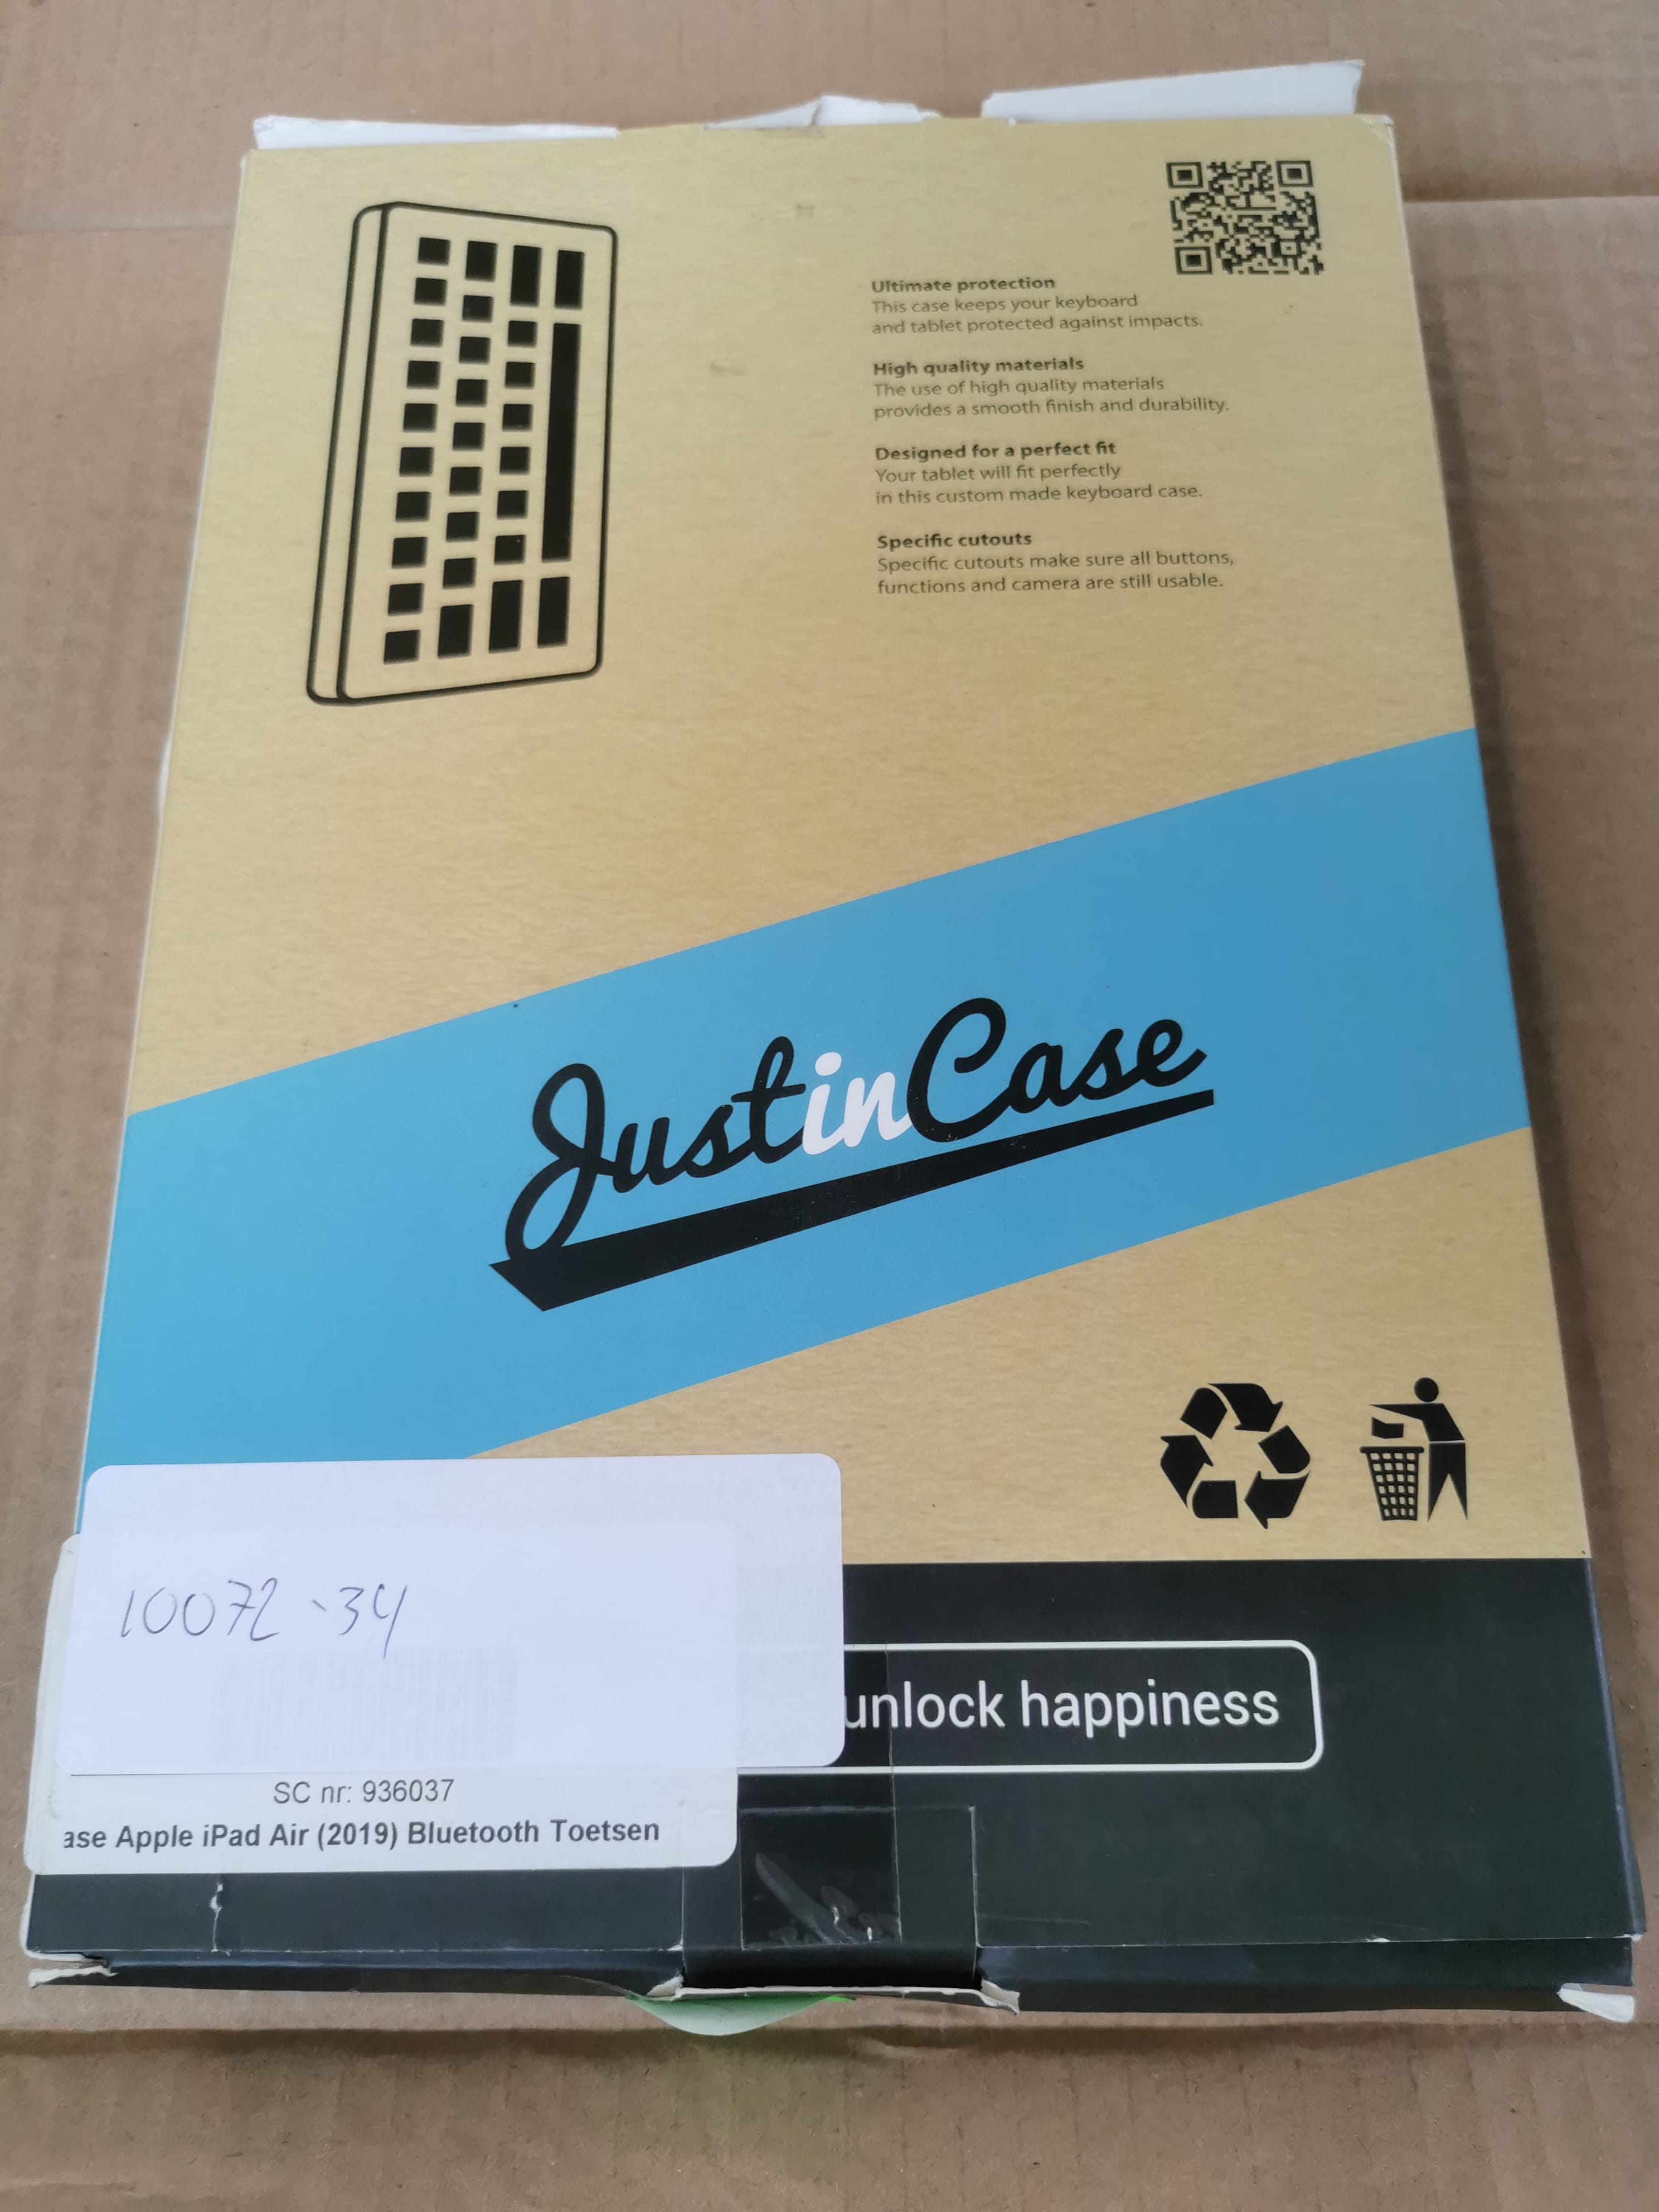 Ultimate protection
This case keeps your keyboard
and tablet protected against impacts.
High quality materials
The use of high quality materials
provides a smooth finish and durability.
Designed for a perfect fit
Your tablet will fit perfectly
in this custom made keyboard case.
Specific cutouts
Specific cutouts make sure all buttons,
functions and camera are still usable.
JustinCase
10072-34
unlock happiness
SC nr: 936037
ase Apple iPad Air (2019) Bluetooth Toetsen